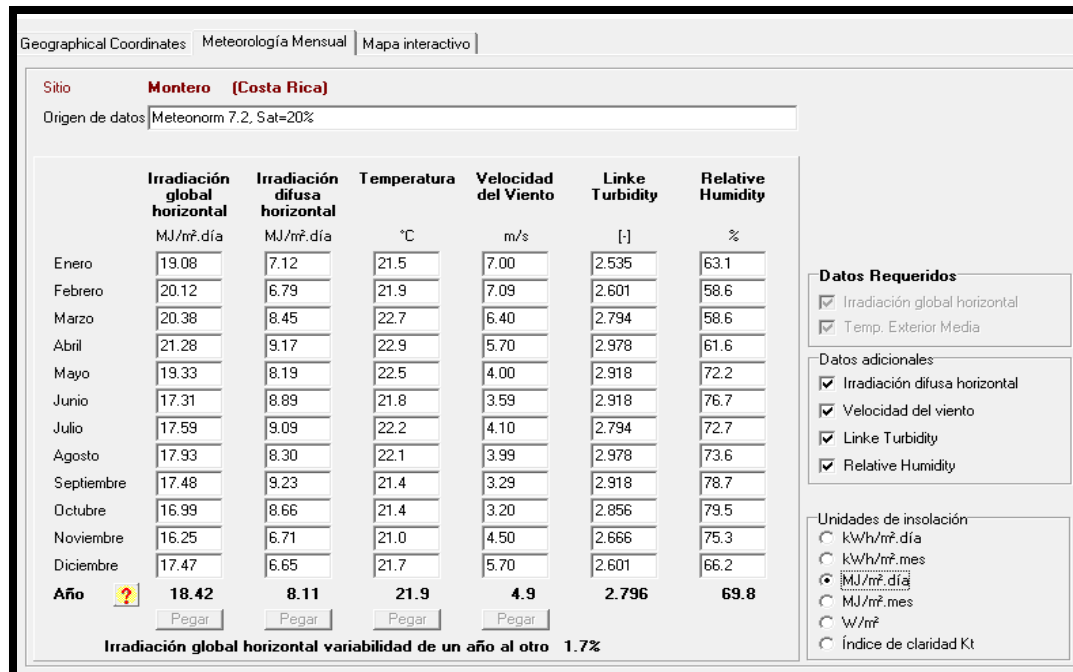 Geographical Coordinates Meteorología Mensual Mapa interactivo
Sitio Montero (Costa Rica)
Origen de datos Meteonorm 7.2, Sat=20%
Irradiación global horizontal Irradiación difusa horizontal Temperatura Velocidad del Viento Linke Turbidity Relative Humidity
MJ/m².día MJ/m².día °C m/s [-] %
Enero 19.08 7.12 21.5 7.00 2.535 63.1
Febrero 20.12 6.79 21.9 7.09 2.601 58.6
Marzo 20.38 8.45 22.7 6.40 2.794 58.6
Abril 21.28 9.17 22.9 5.70 2.978 61.6
Mayo 19.33 8.19 22.5 4.00 2.918 72.2
Junio 17.31 8.89 21.8 3.59 2.918 76.7
Julio 17.59 9.09 22.2 4.10 2.794 72.7
Agosto 17.93 8.30 22.1 3.99 2.978 73.6
Septiembre 17.48 9.23 21.4 3.29 2.918 78.7
Octubre 16.99 8.66 21.4 3.20 2.856 79.5
Noviembre 16.25 6.71 21.0 4.50 2.666 75.3
Diciembre 17.47 6.65 21.7 5.70 2.601 66.2
Año ? 18.42 8.11 21.9 4.9 2.796 69.8
Pegar Pegar Pegar Pegar
Irradiación global horizontal variabilidad de un año al otro 1.7%
Datos Requeridos
Irradiación global horizontal
Temp. Exterior Media
Datos adicionales
Irradiación difusa horizontal
Velocidad del viento
Linke Turbidity
Relative Humidity
Unidades de insolación
kWh/m².día
kWh/m².mes
MJ/m².día
MJ/m².mes
W/m²
Índice de claridad Kt